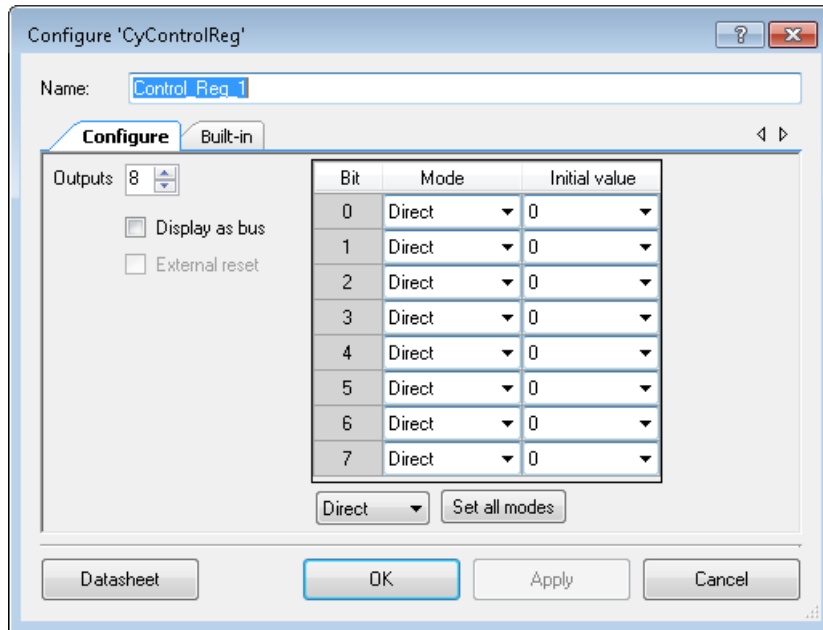 Configure 'CyControlReg'
Name: Control_Reg_1
Configure Built-in
Outputs 8
Display as bus
External reset
Bit Mode Initial value
0 Direct 0
1 Direct 0
2 Direct 0
3 Direct 0
4 Direct 0
5 Direct 0
6 Direct 0
7 Direct 0
Direct Set all modes
Datasheet OK Apply Cancel